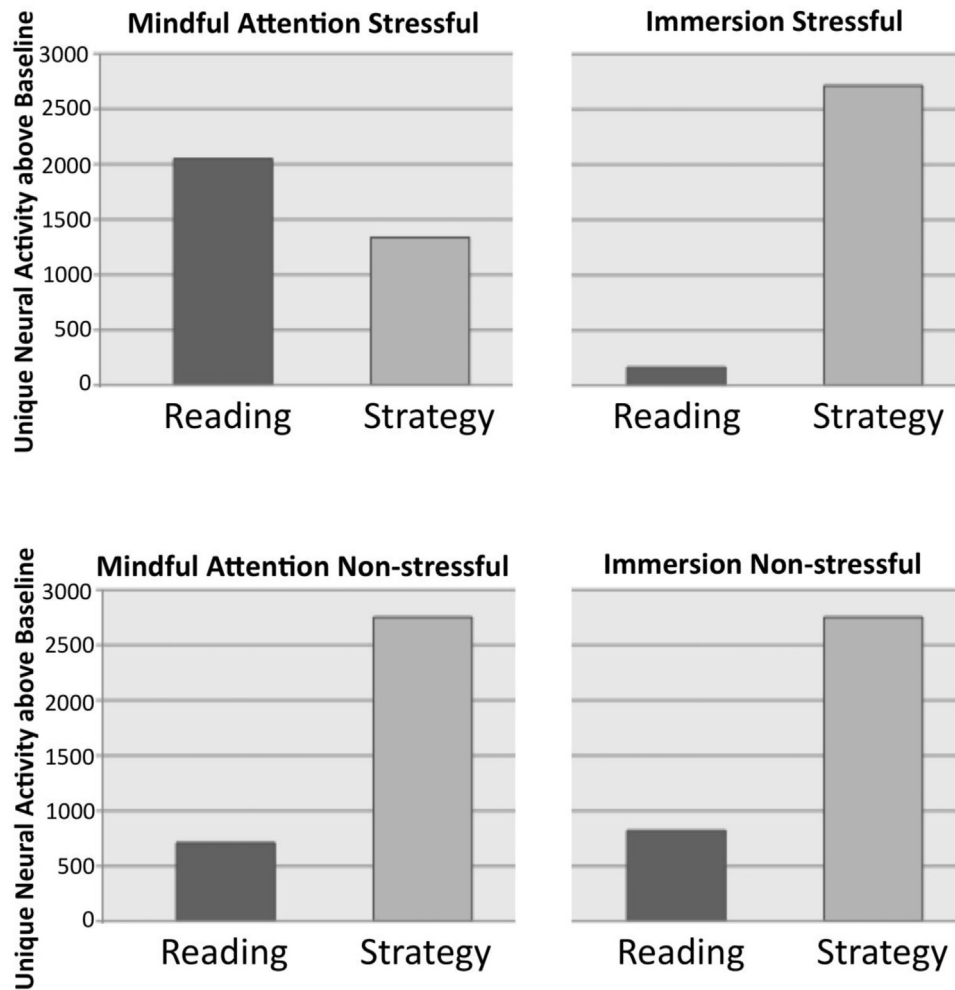 Mindful Attention Stressful
Immersion Stressful
Unique Neural Activity above Baseline
3000
2500
2000
1500
1000
500
0
Reading Strategy
Reading Strategy
Mindful Attention Non-stressful
Immersion Non-stressful
Unique Neural Activity above Baseline
3000
2500
2000
1500
1000
500
0
Reading Strategy
Reading Strategy